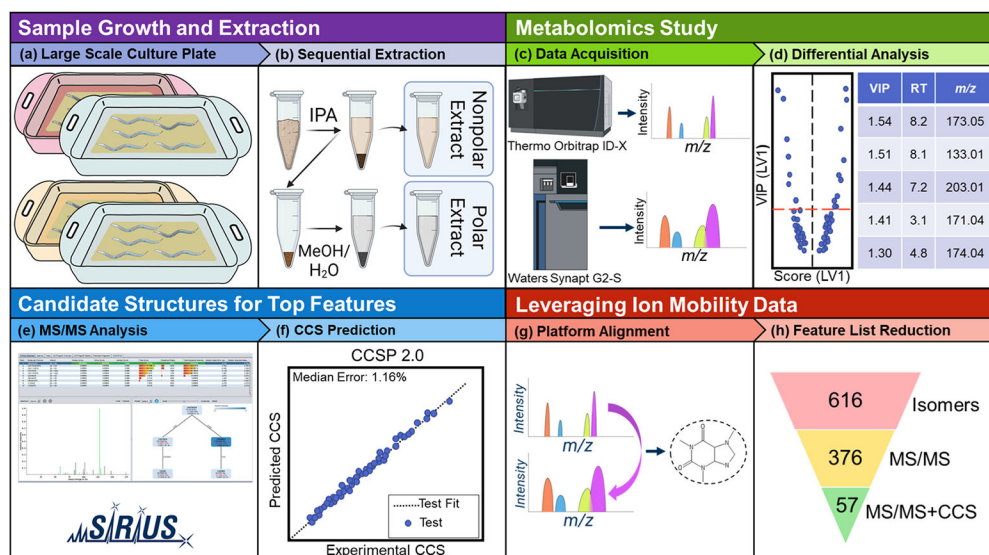 Sample Growth and Extraction
(a) Large Scale Culture Plate
(b) Sequential Extraction
IPA
Nonpolar
Extract
MeOH/
H₂O
Polar
Extract
Metabolomics Study
(c) Data Acquisition
Intensity
m/z
Thermo Orbitrap ID-X
Intensity
m/z
Waters Synapt G2-S
(d) Differential Analysis
VIP (LV1)
Score (LV1)
VIP RT m/z
1.54 8.2 173.05
1.51 8.1 133.01
1.44 7.2 203.01
1.41 3.1 171.04
1.30 4.8 174.04
Candidate Structures for Top Features
(e) MS/MS Analysis
SIRIUS
(f) CCS Prediction
CCSP 2.0
Median Error: 1.16%
Predicted CCS
Test Fit
Test
Experimental CCS
Leveraging Ion Mobility Data
(g) Platform Alignment
Intensity
m/z
Intensity
m/z
O
N
N
O
N
N
(h) Feature List Reduction
616 Isomers
376 MS/MS
57 MS/MS+CCS